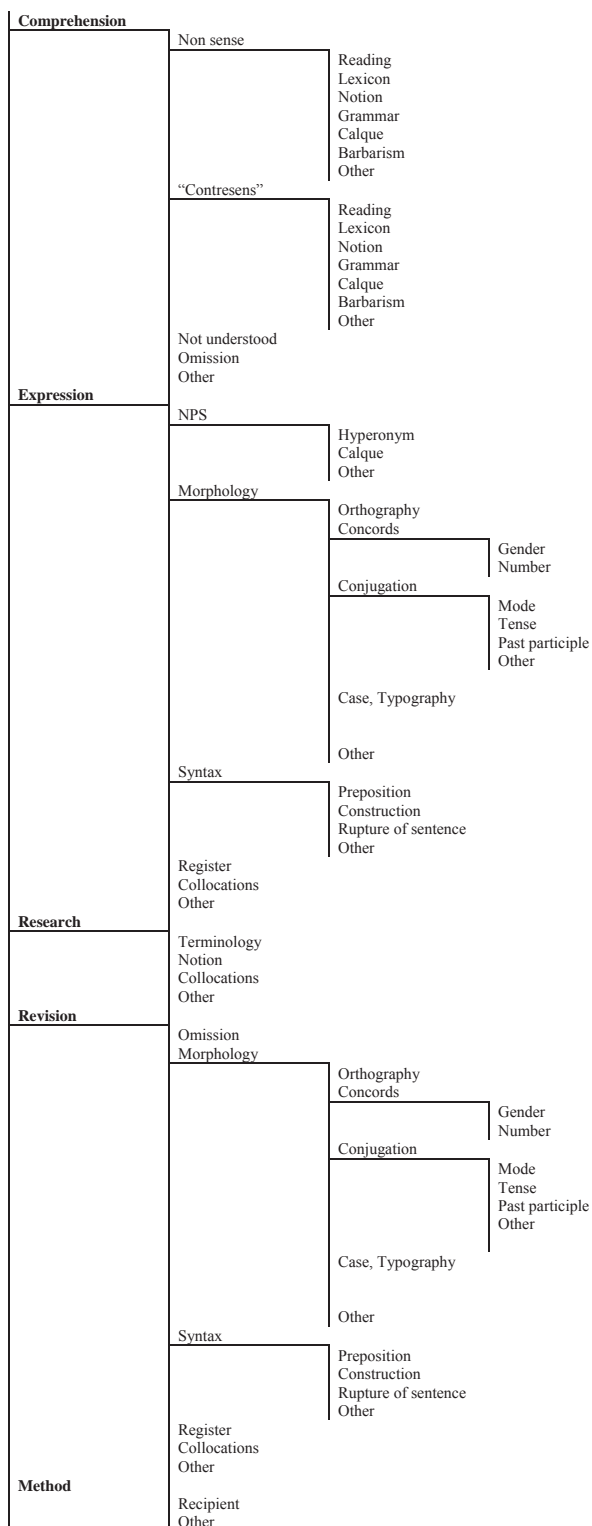 Comprehension
Non sense
Reading
Lexicon
Notion
Grammar
Calque
Barbarism
Other
“Contresens”
Reading
Lexicon
Notion
Grammar
Calque
Barbarism
Other
Not understood
Omission
Other
Expression
NPS
Hyperonym
Calque
Other
Morphology
Orthography
Concords
Gender
Number
Conjugation
Mode
Tense
Past participle
Other
Case, Typography
Other
Syntax
Preposition
Construction
Rupture of sentence
Other
Register
Collocations
Other
Research
Terminology
Notion
Collocations
Other
Revision
Omission
Morphology
Orthography
Concords
Gender
Number
Conjugation
Mode
Tense
Past participle
Other
Case, Typography
Other
Syntax
Preposition
Construction
Rupture of sentence
Other
Register
Collocations
Other
Method
Recipient
Other